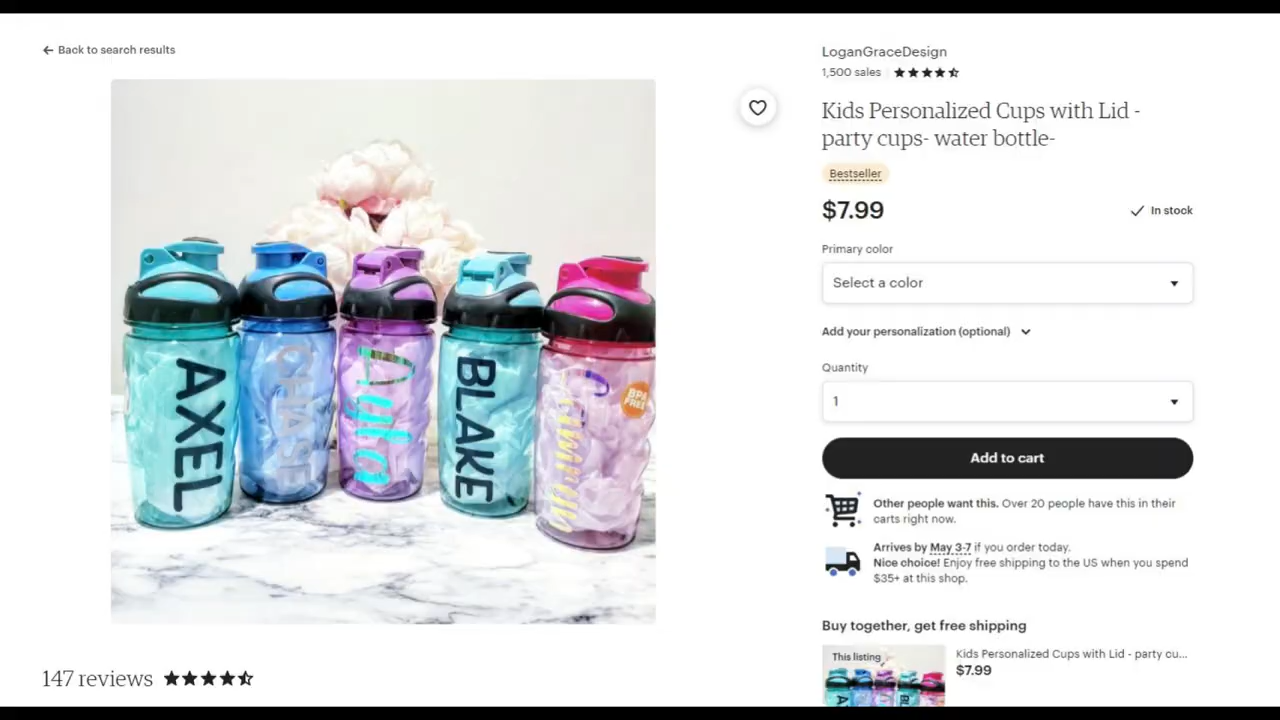 Back to search results
LoganGraceDesign
1,500 sales
Kids Personalized Cups with Lid -
party cups- water bottle-
Bestseller
$7.99
In stock
Primary color
Select a color
Add your personalization (optional)
Quantity
1
Add to cart
Other people want this. Over 20 people have this in their
carts right now.
Arrives by May 3-7 if you order today.
Nice choice! Enjoy free shipping to the US when you spend
$35+ at this shop.
Buy together, get free shipping
This listing
Kids Personalized Cups with Lid - party cu...
$7.99
AXEL
CHASE
Ayla
BLAKE
BPA
FREE
147 reviews